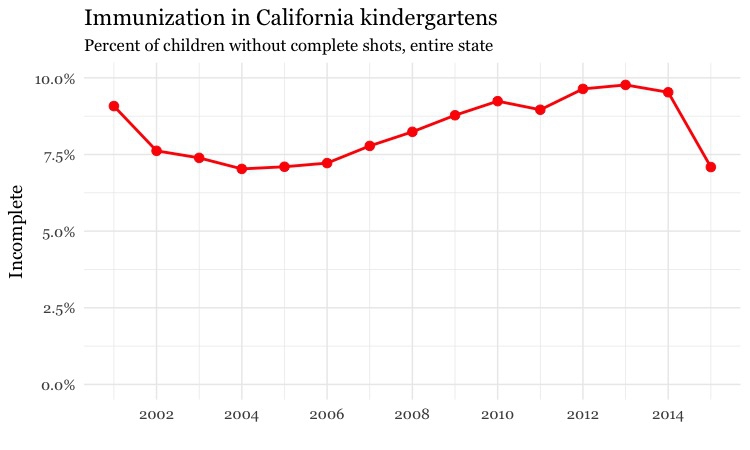 Immunization in California kindergartens
Percent of children without complete shots, entire state
10.0%
7.5%
5.0%
2.5%
0.0%
Incomplete
2002 2004 2006 2008 2010 2012 2014